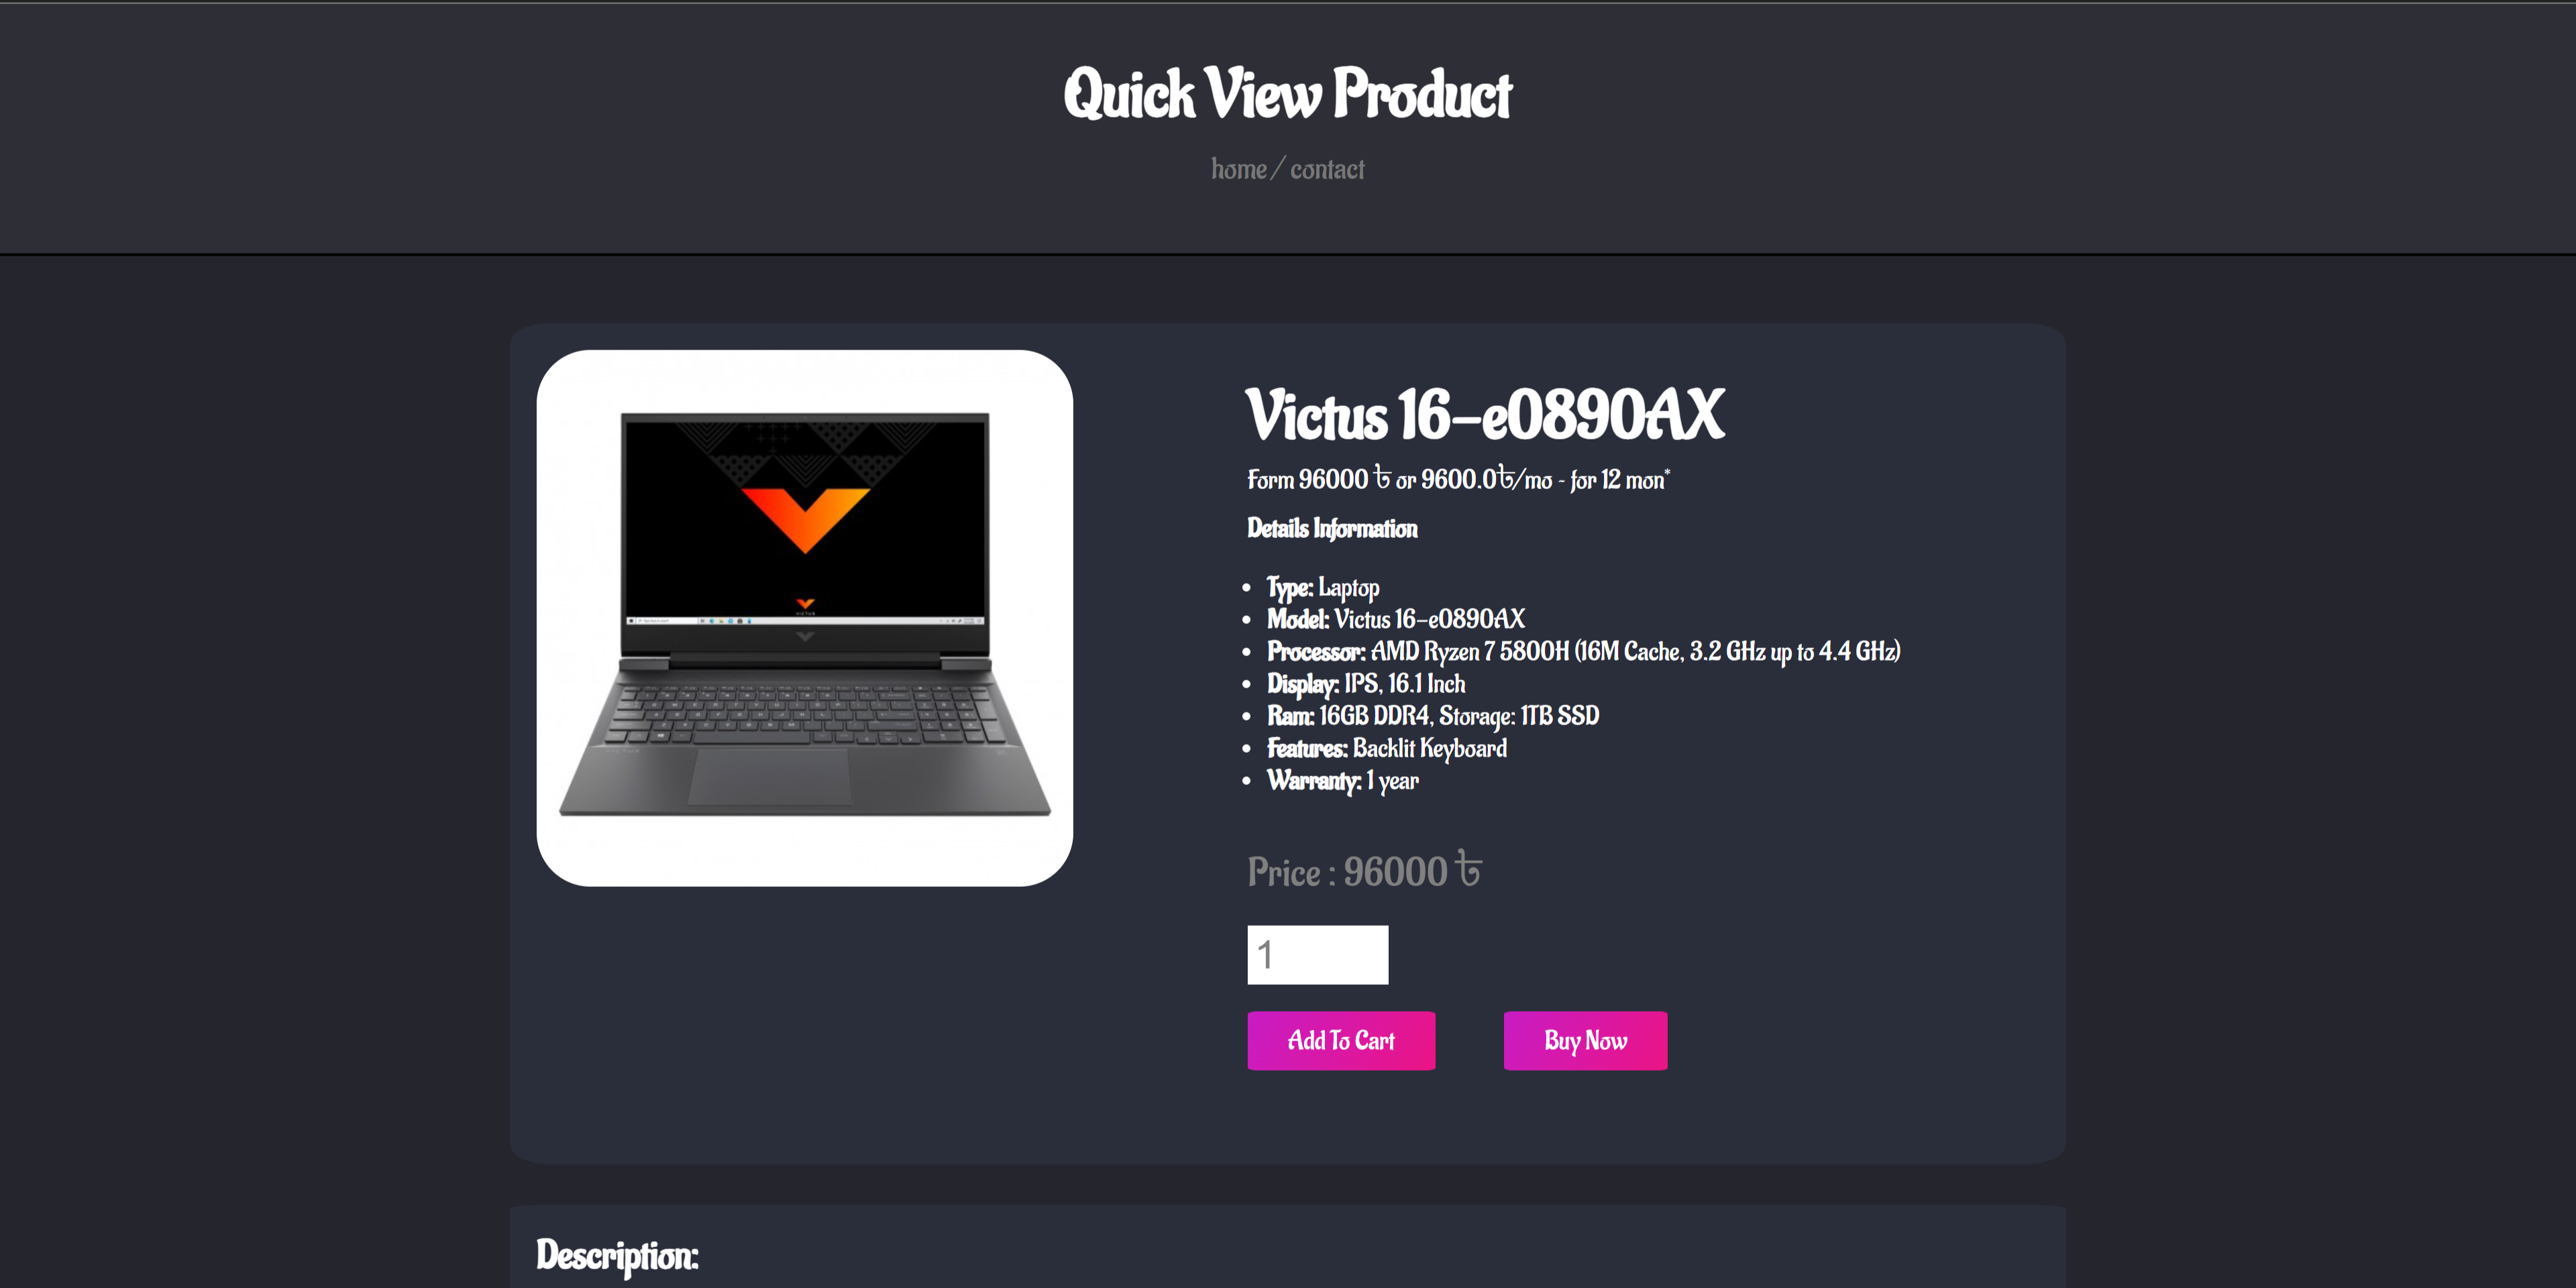 Quick View Product
home / contact
Victus 16-e0890AX
Form 96000 ৳ or 9600.0৳/mo - for 12 mon*
Details Information
• Type: Laptop
• Model: Victus 16-e0890AX
• Processor: AMD Ryzen 7 5800H (16M Cache, 3.2 GHz up to 4.4 GHz)
• Display: IPS, 16.1 Inch
• Ram: 16GB DDR4, Storage: 1TB SSD
• Features: Backlit Keyboard
• Warranty: 1 year
Price : 96000 ৳
1
Add To Cart
Buy Now
Description: